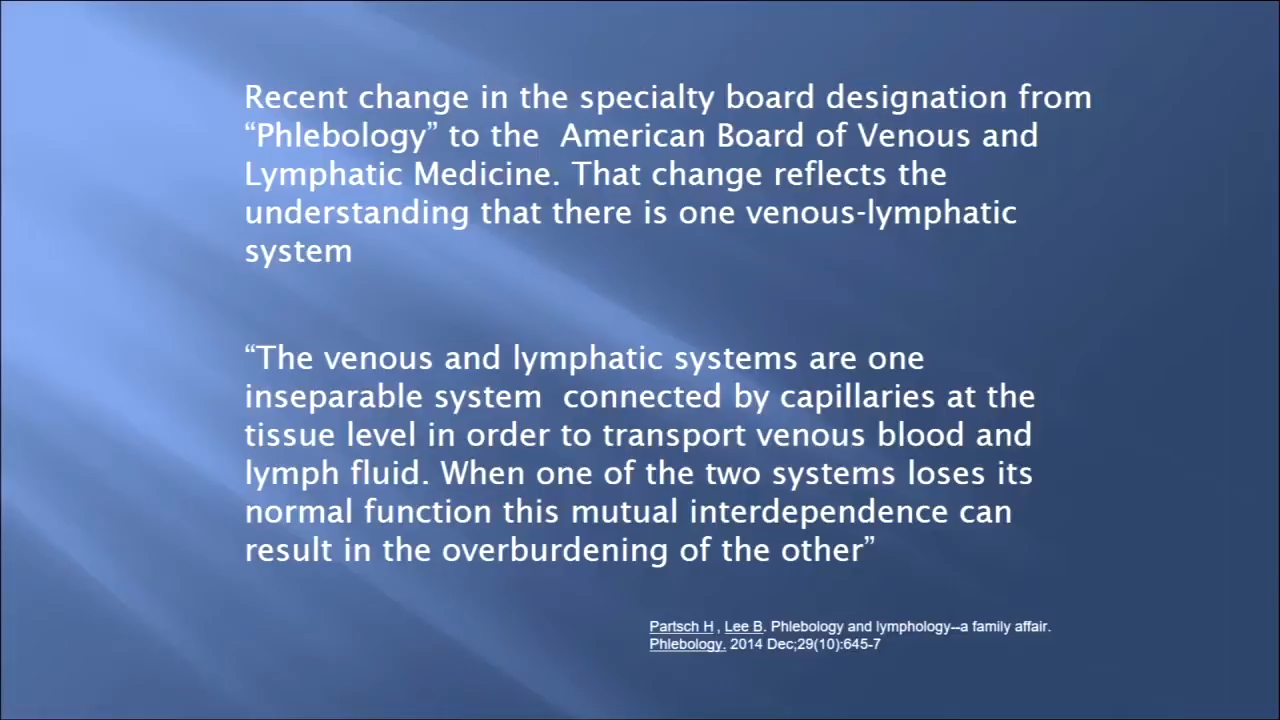 Recent change in the specialty board designation from
“Phlebology” to the  American Board of Venous and
Lymphatic Medicine. That change reflects the
understanding that there is one venous-lymphatic
system
“The venous and lymphatic systems are one
inseparable system  connected by capillaries at the
tissue level in order to transport venous blood and
lymph fluid. When one of the two systems loses its
normal function this mutual interdependence can
result in the overburdening of the other”
Partsch H , Lee B. Phlebology and lymphology--a family affair.
Phlebology. 2014 Dec;29(10):645-7